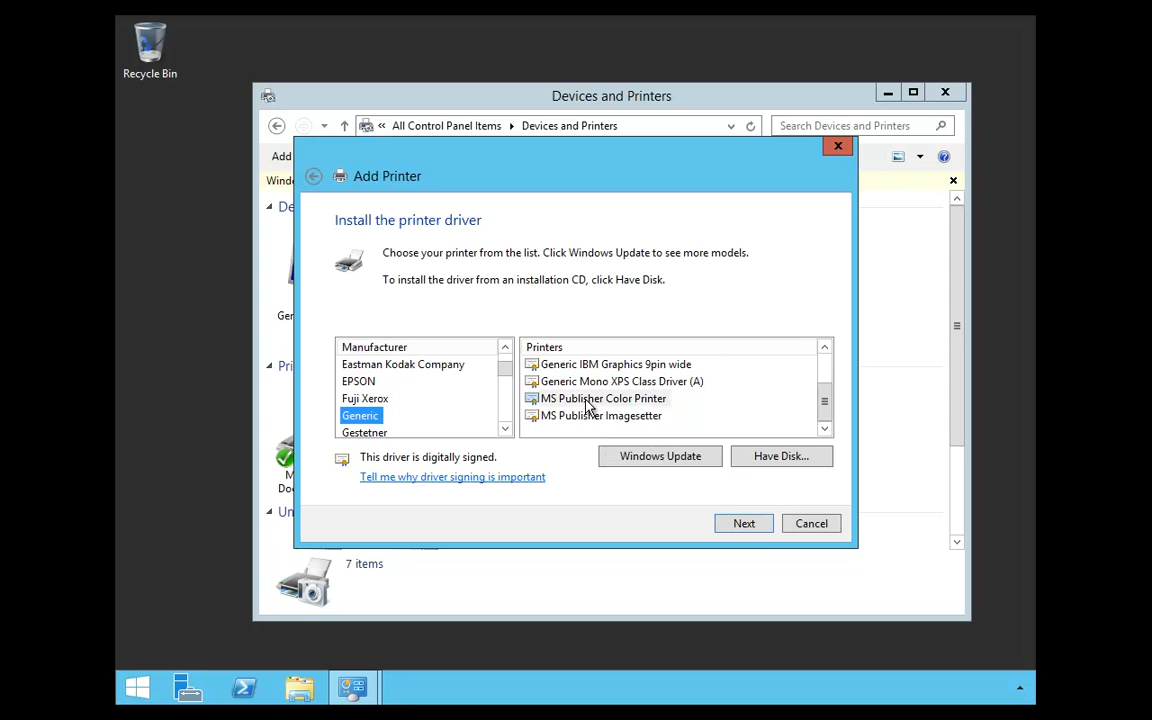 Recycle Bin
Devices and Printers
All Control Panel Items
Devices and Printers
Search Devices and Printers
Add
Add Printer
Install the printer driver
Choose your printer from the list. Click Windows Update to see more models.
To install the driver from an installation CD, click Have Disk.
Manufacturer
Eastman Kodak Company
EPSON
Fuji Xerox
Generic
Gestetner
Printers
Generic IBM Graphics 9pin wide
Generic Mono XPS Class Driver (A)
MS Publisher Color Printer
MS Publisher Imagesetter
This driver is digitally signed.
Tell me why driver signing is important
Windows Update
Have Disk...
Next
Cancel
7 items